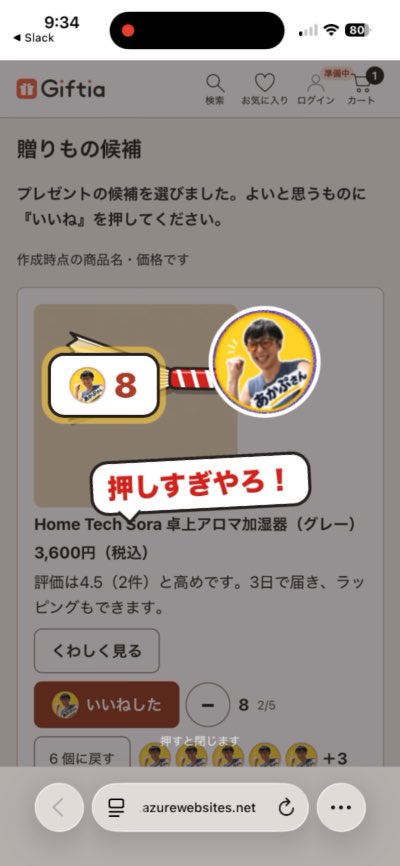 9:34
80
◀ Slack
Giftia
準備中
1
検索
お気に入り
ログイン
カート
贈りもの候補
プレゼントの候補を選びました。よいと思うものに
『いいね』を押してください。
作成時点の商品名・価格です
あかぷさん
8
押しすぎやろ！
Home Tech Sora 卓上アロマ加湿器（グレー）
3,600円（税込）
評価は4.5（2件）と高めです。3日で届き、ラッ
ピングもできます。
くわしく見る
いいねした
−
8
2/5
押すと閉じます
6 個に戻す
+3
azurewebsites.net